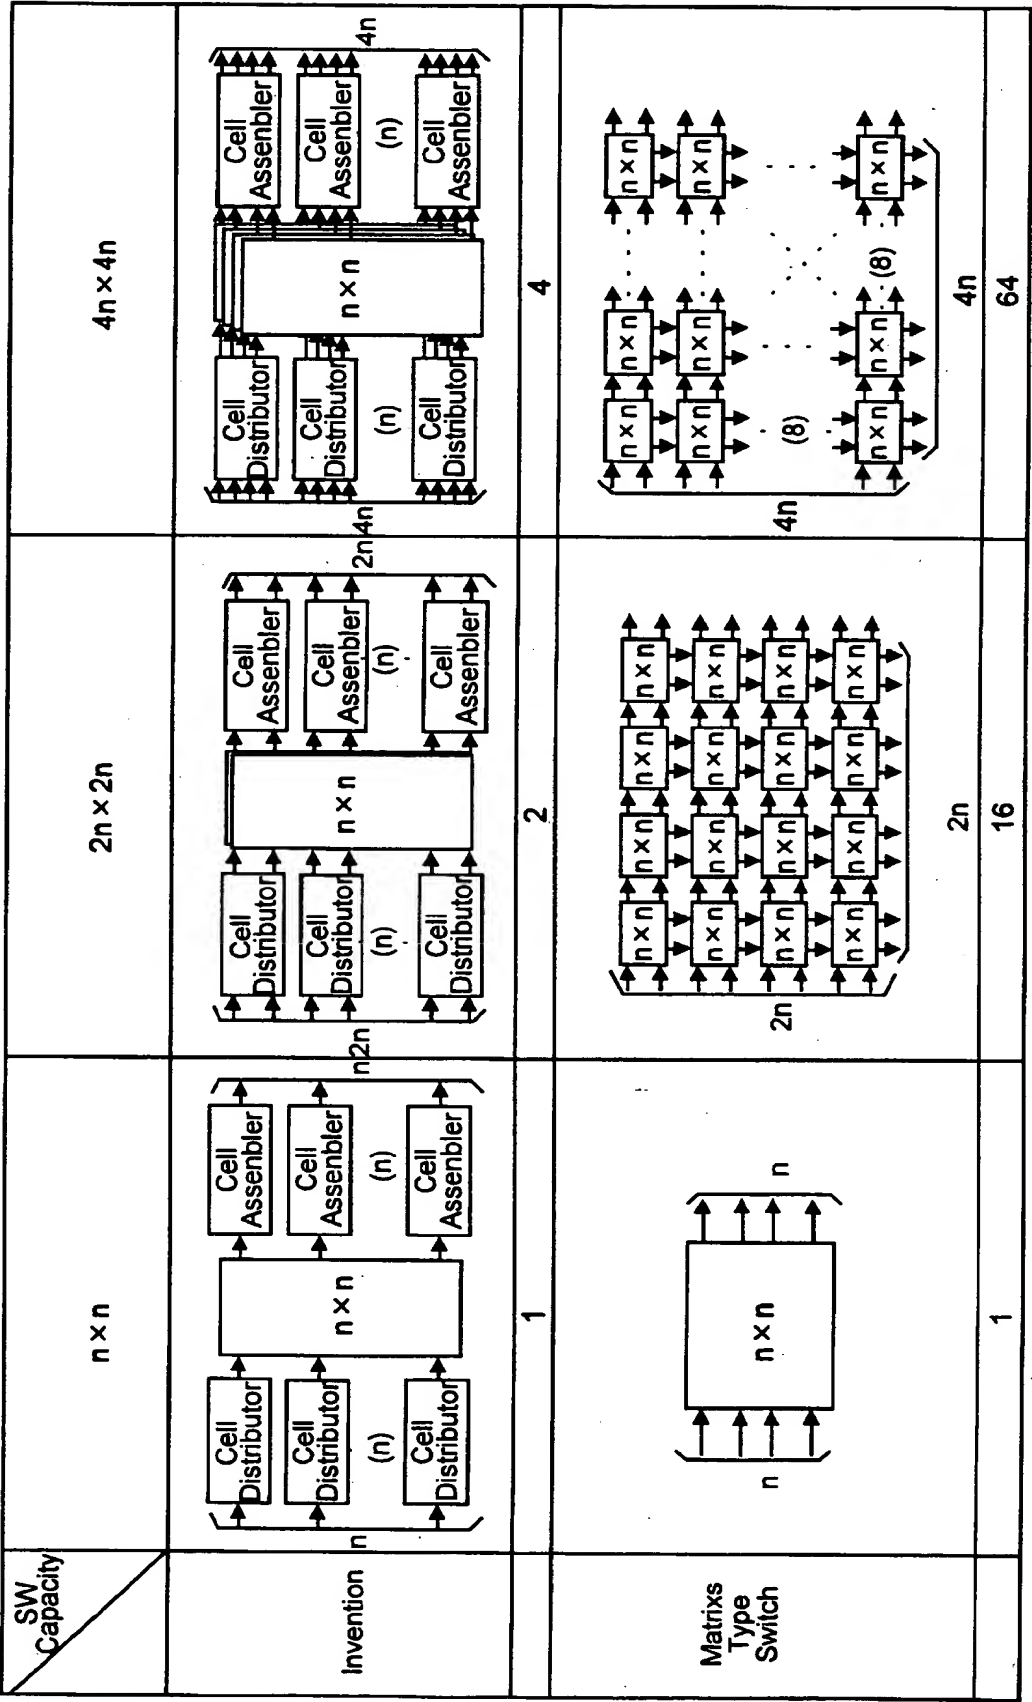 SW
Capacity
n × n
2n × 2n
4n × 4n
Invention
n
Cell
Distributor
Cell
Distributor
(n)
Cell
Distributor
n × n
Cell
Assenbler
Cell
Assenbler
(n)
Cell
Assenbler
n
2n
Cell
Distributor
Cell
Distributor
(n)
Cell
Distributor
n × n
Cell
Assenbler
Cell
Assenbler
(n)
Cell
Assenbler
2n
4n
Cell
Distributor
Cell
Distributor
(n)
Cell
Distributor
n × n
Cell
Assenbler
Cell
Assenbler
(n)
Cell
Assenbler
4n
1
2
4
Matrixs
Type
Switch
n
n × n
n
2n
n × n n × n n × n n × n
n × n n × n n × n n × n
n × n n × n n × n n × n
n × n n × n n × n n × n
2n
4n
n × n n × n n × n
n × n n × n n × n
(8)
n × n n × n (8) n × n
4n
1
16
64